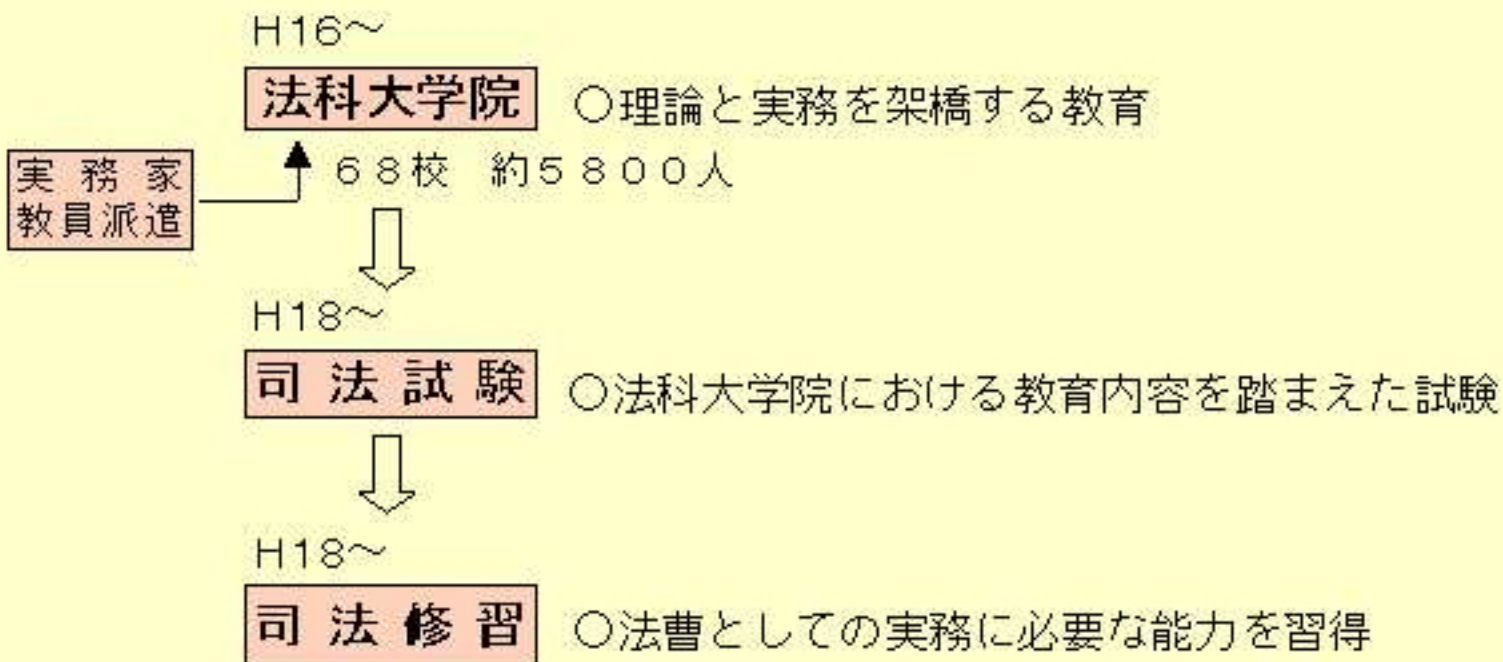 H16～
法科大学院 ○理論と実務を架橋する教育
実務家
教員派遣
68校 約5800人
H18～
司法試験 ○法科大学院における教育内容を踏まえた試験
H18～
司法修習 ○法曹としての実務に必要な能力を習得